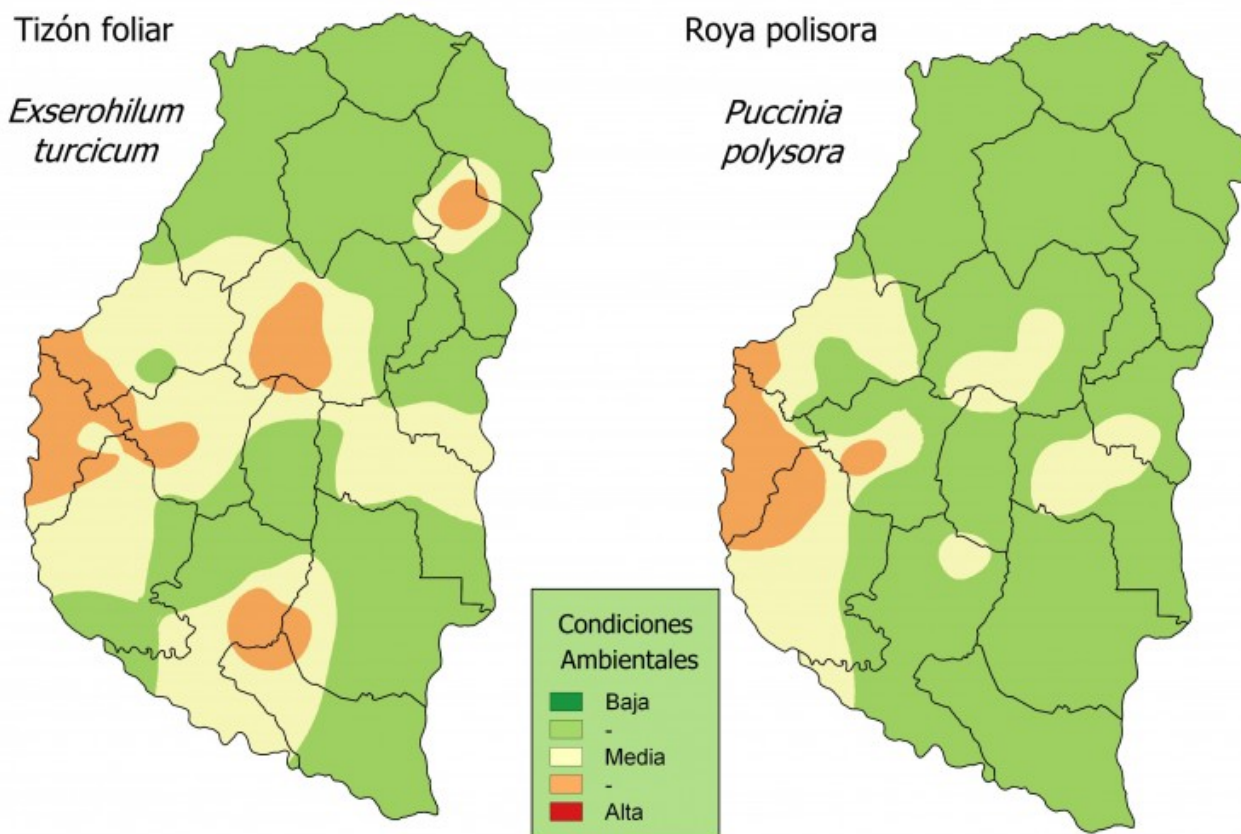 Tizón foliar
Exserohilum
turcicum
Roya polisora
Puccinia
polysora
Condiciones
Ambientales
Baja
-
Media
-
Alta